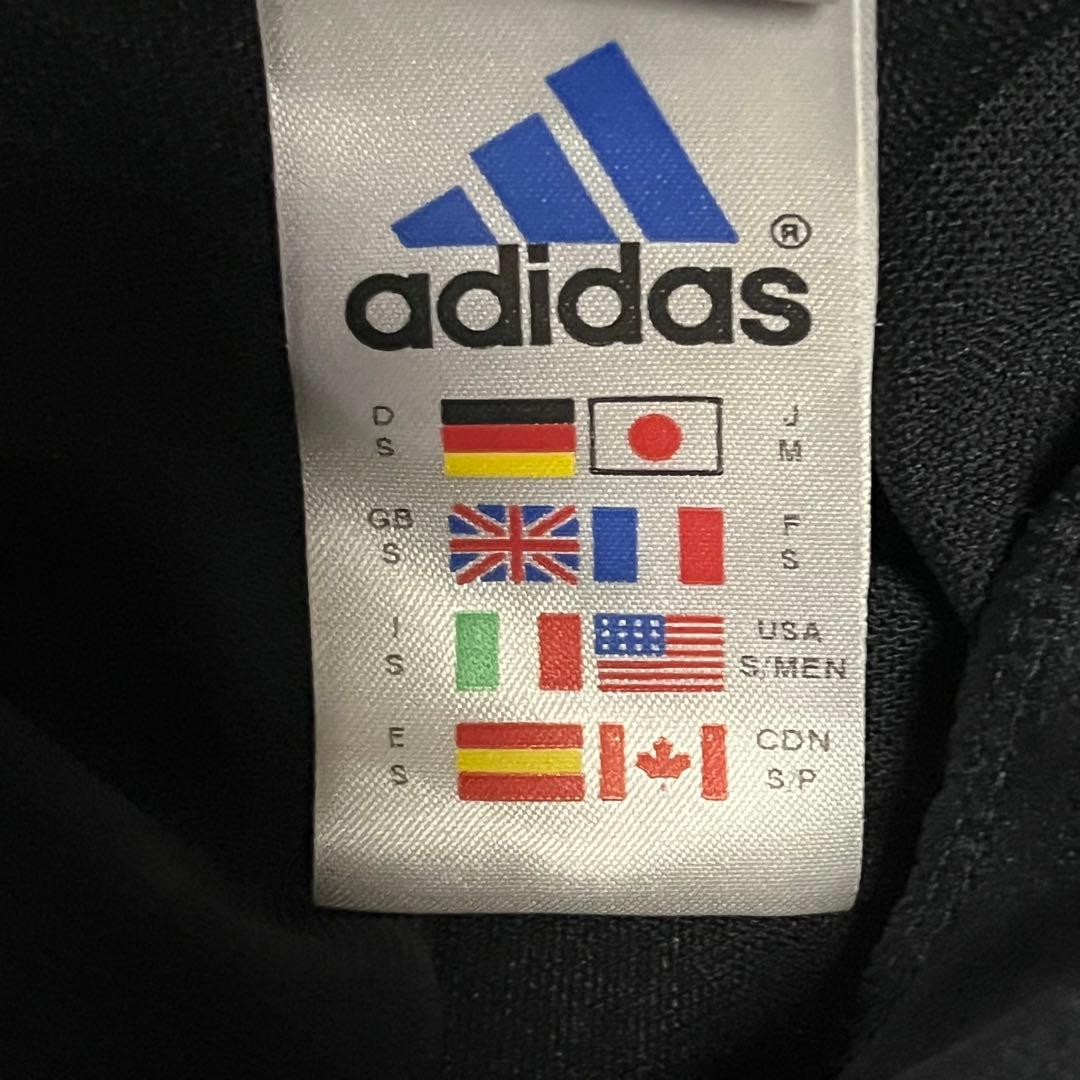 ®
adidas
D J
S M
GB F
S S
I USA
S S/MEN
E CDN
S S/P